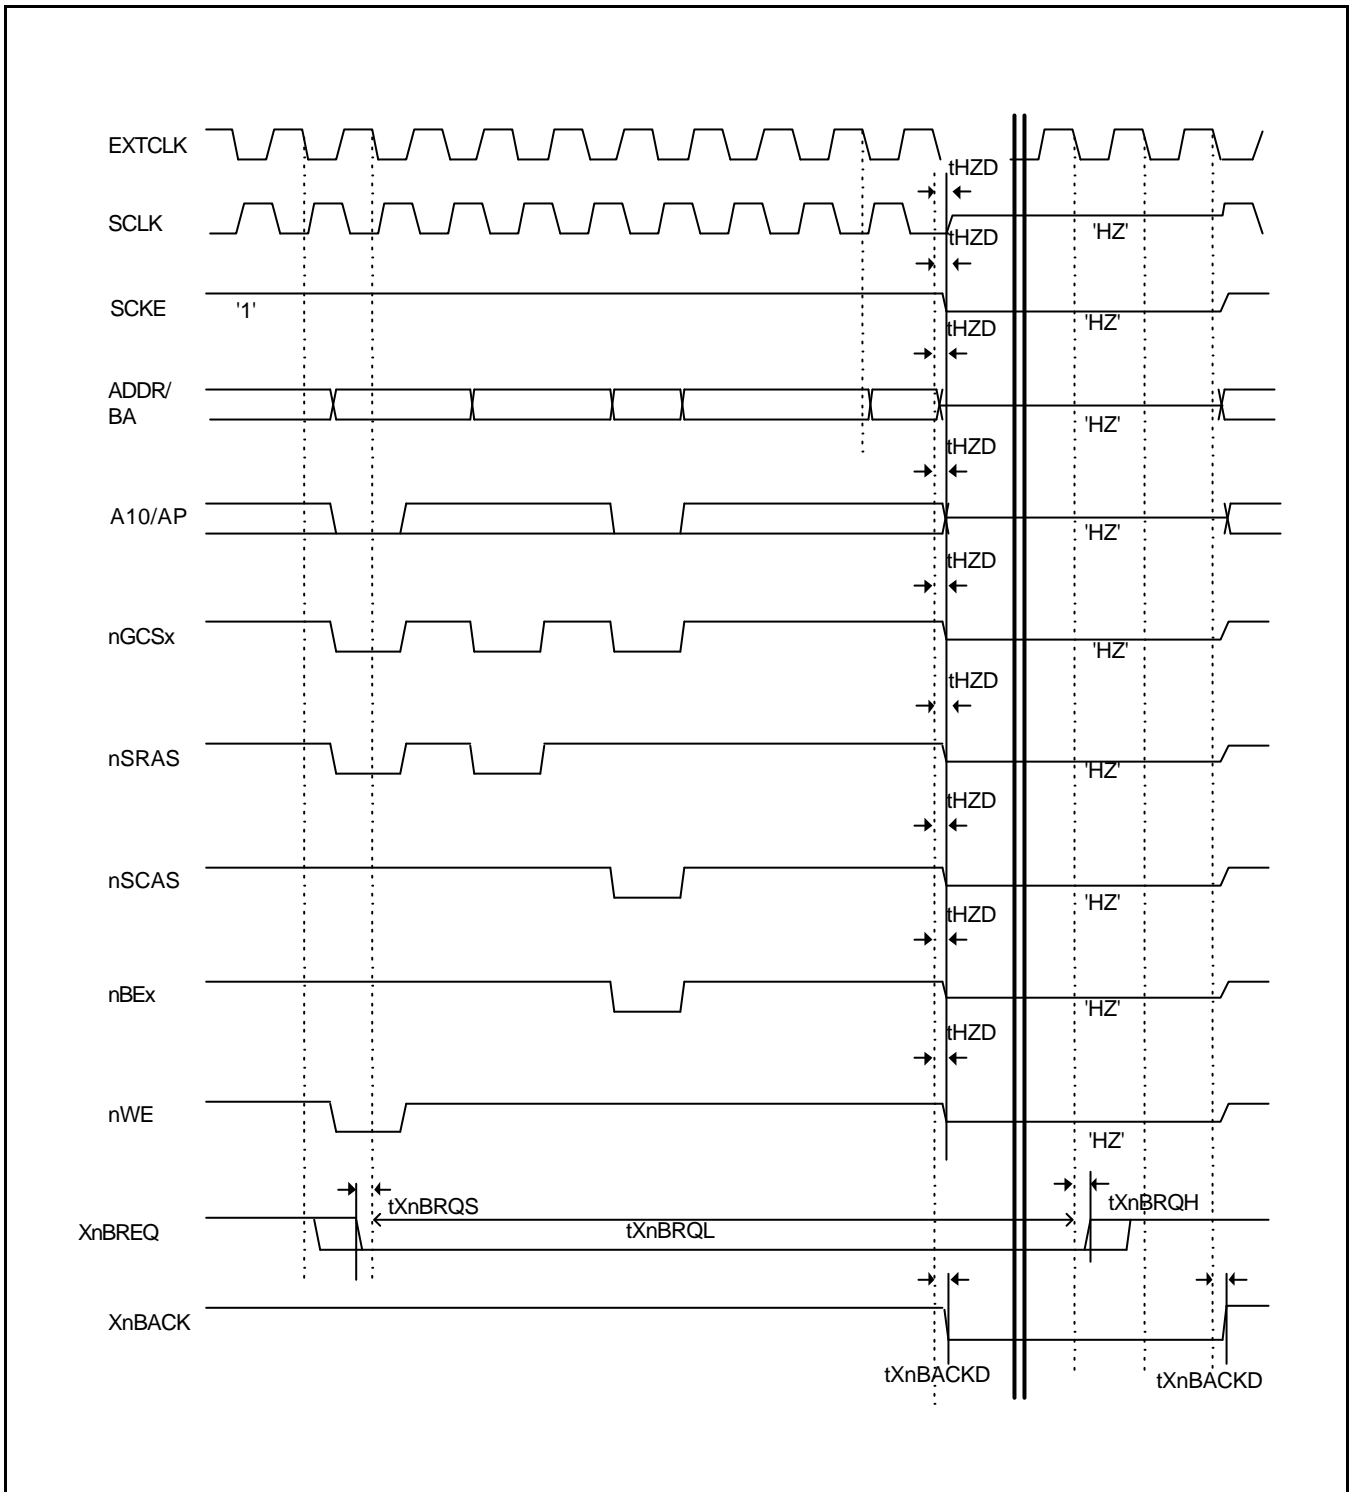 EXTCLK
tHZD
SCLK
'HZ'
tHZD
SCKE
'1'
'HZ'
tHZD
ADDR/
BA
'HZ'
tHZD
A10/AP
'HZ'
tHZD
nGCSx
'HZ'
tHZD
nSRAS
'HZ'
tHZD
nSCAS
'HZ'
tHZD
nBEx
'HZ'
tHZD
nWE
'HZ'
tXnBRQS
tXnBRQH
XnBREQ
tXnBRQL
XnBACK
tXnBACKD
tXnBACKD